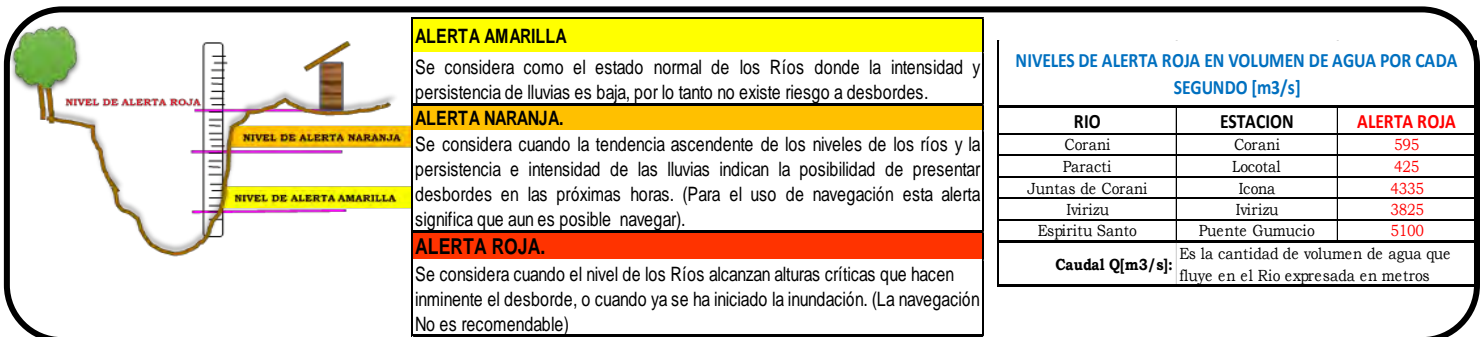 NIVEL DE ALERTA ROJA
NIVEL DE ALERTA NARANJA
NIVEL DE ALERTA AMARILLA
ALERTA AMARILLA
Se considera como el estado normal de los Ríos donde la intensidad y
persistencia de lluvias es baja, por lo tanto no existe riesgo a desbordes.
ALERTA NARANJA.
Se considera cuando la tendencia ascendente de los niveles de los ríos y la
persistencia e intensidad de las lluvias indican la posibilidad de presentar
desbordes en las próximas horas. (Para el uso de navegación esta alerta
significa que aun es posible navegar).
ALERTA ROJA.
Se considera cuando el nivel de los Ríos alcanzan alturas críticas que hacen
inminente el desborde, o cuando ya se ha iniciado la inundación. (La navegación
No es recomendable)
NIVELES DE ALERTA ROJA EN VOLUMEN DE AGUA POR CADA
SEGUNDO [m3/s]
RIO ESTACION ALERTA ROJA
Corani Corani 595
Paracti Locotal 425
Juntas de Corani Icona 4335
Ivirizu Ivirizu 3825
Espiritu Santo Puente Gumucio 5100
Caudal Q[m3/s]: Es la cantidad de volumen de agua que
fluye en el Rio expresada en metros